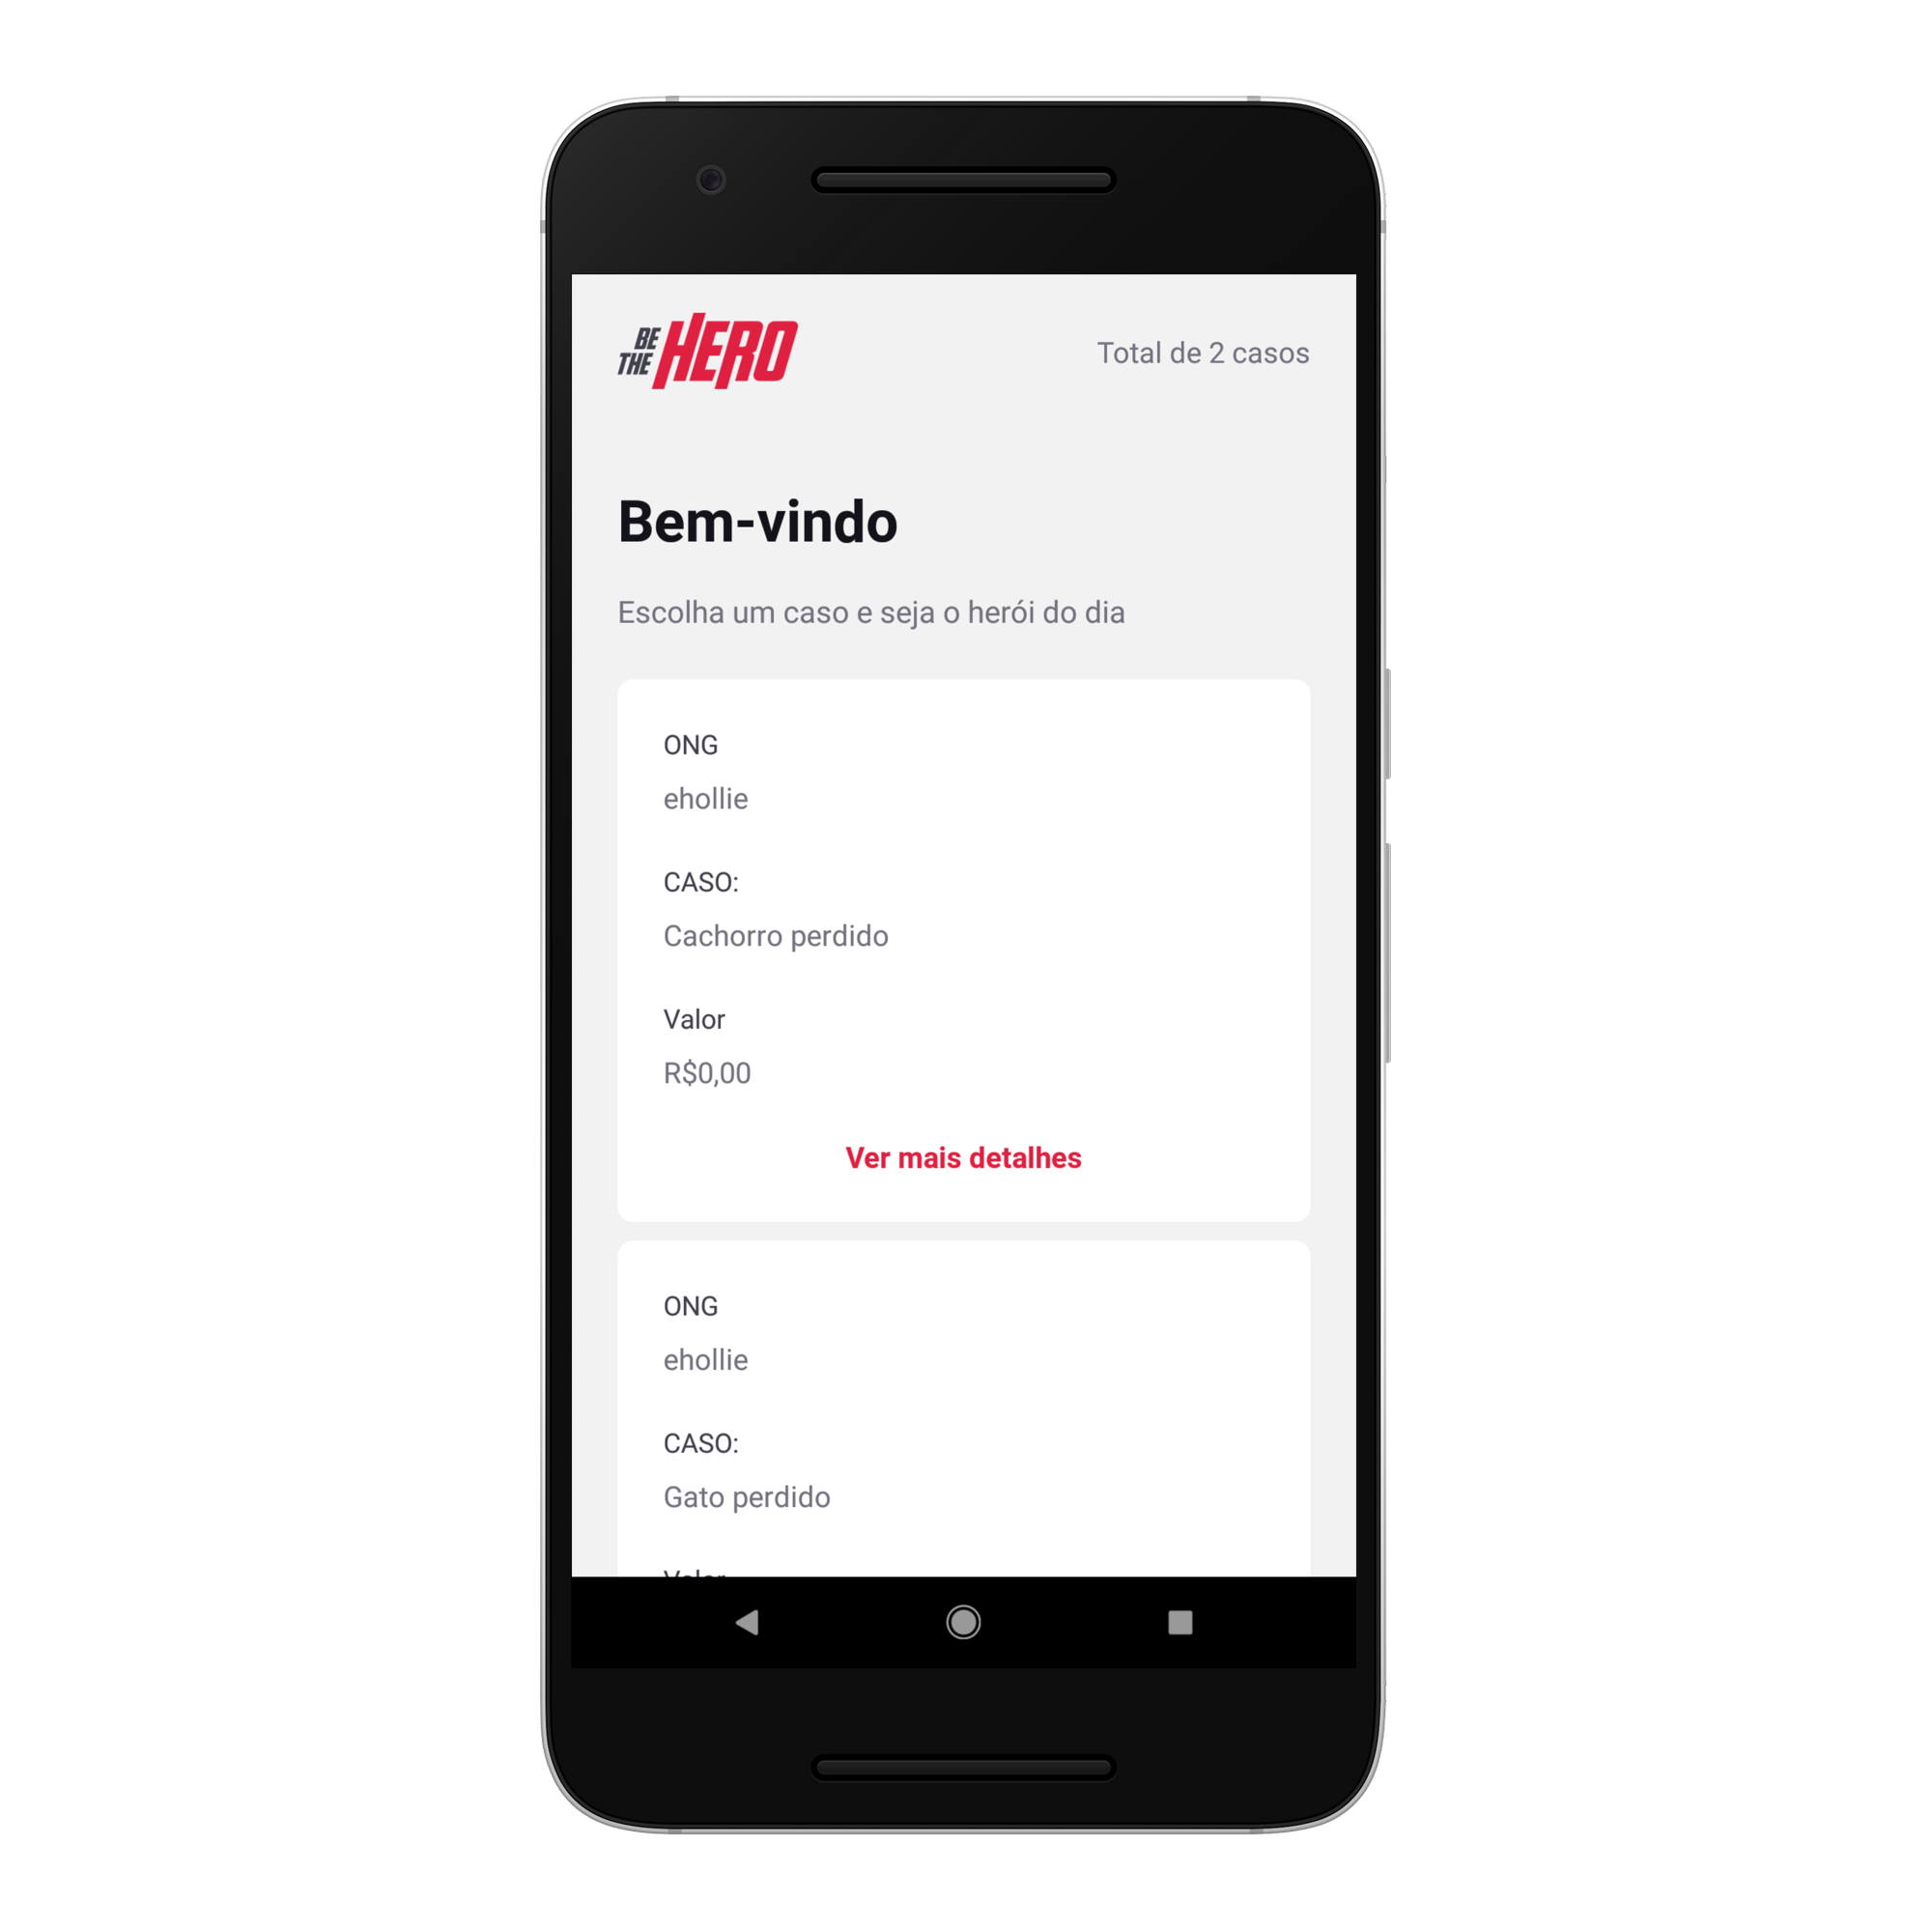 BE
THE HERO
Total de 2 casos
Bem-vindo
Escolha um caso e seja o herói do dia
ONG
ehollie
CASO:
Cachorro perdido
Valor
R$0,00
Ver mais detalhes
ONG
ehollie
CASO:
Gato perdido
Valor